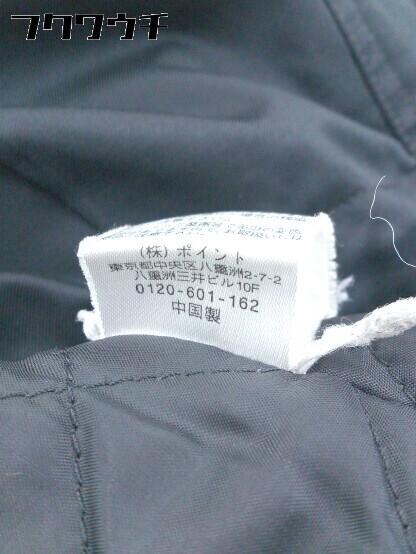 フクワウチ
(株)ポイント
東京都中央区八重洲2-7-2
八重洲三井ビル10F
0120-601-162
中国製